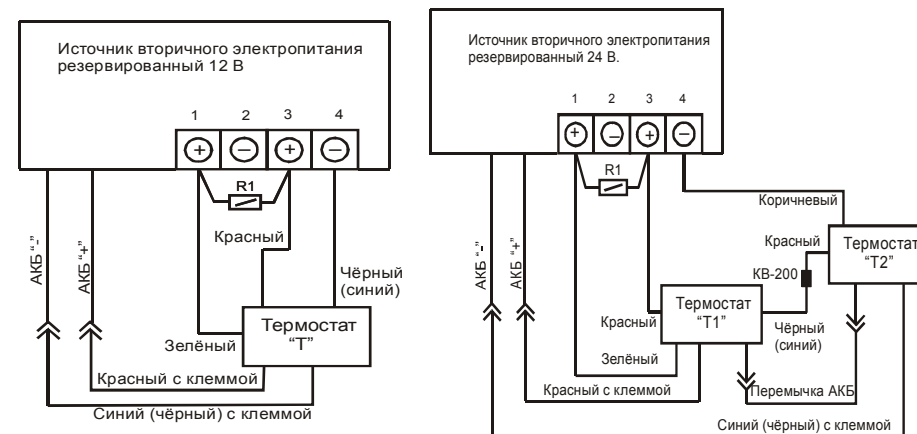 Источник вторичного электропитания
резервированный 12 В
1 2 3 4
+ − + −
R1
Красный
АКБ “-”
АКБ “+”
Чёрный
(синий)
Термостат
“Т”
Зелёный
Красный с клеммой
Синий (чёрный) с клеммой
Источник вторичного электропитания
резервированный 24 В.
1 2 3 4
+ − + −
R1
Коричневый
АКБ “-”
АКБ “+”
Красный
Термостат
“Т2”
КВ-200
Термостат
“Т1”
Красный
Чёрный
(синий)
Зелёный
Красный с клеммой
Перемычка АКБ
Синий (чёрный) с клеммой